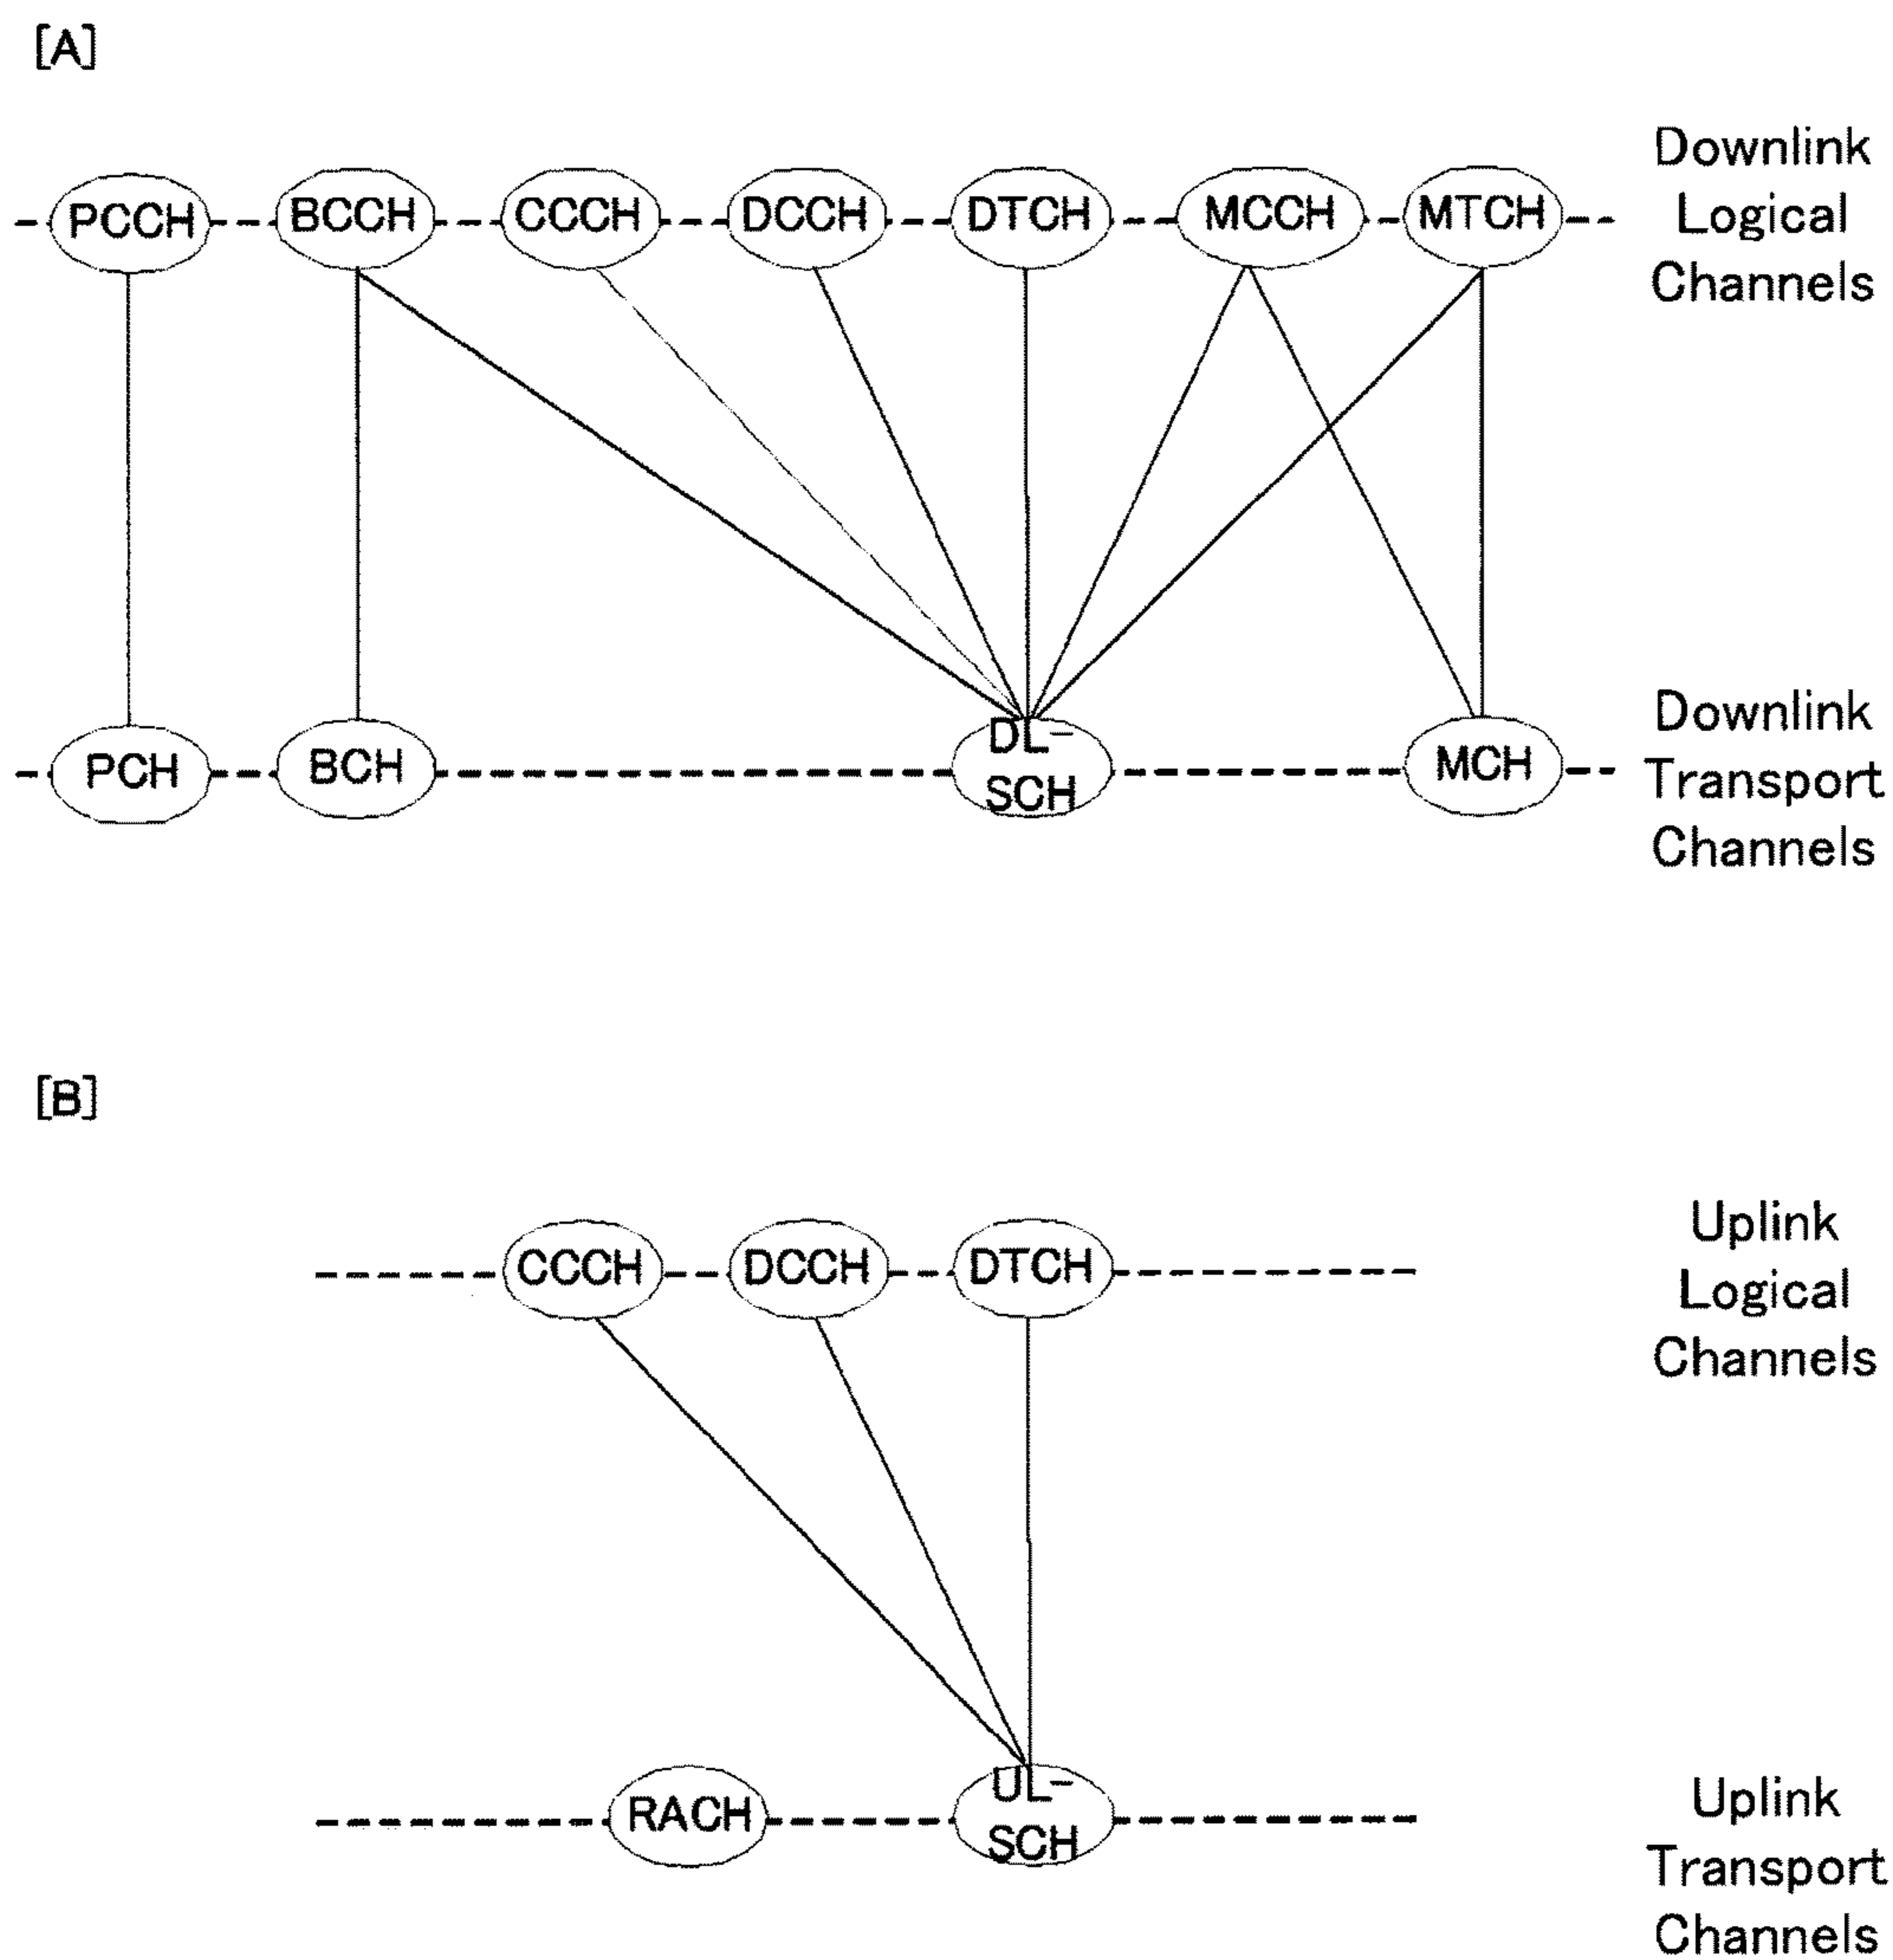 [A]
PCCH BCCH CCCH DCCH DTCH MCCH MTCH
Downlink
Logical
Channels
PCH BCH DL-
SCH
MCH
Downlink
Transport
Channels
[B]
CCCH DCCH DTCH
Uplink
Logical
Channels
RACH UL-
SCH
Uplink
Transport
Channels